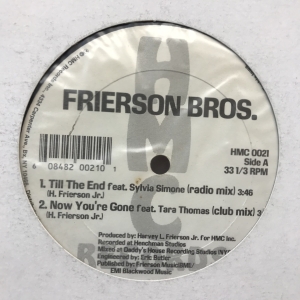 HMC
FRIERSON BROS.
HMC 0021
Side A
33 1/3 RPM
6 08482 00210 1
1. Till The End feat. Sylvia Simone (radio mix) 3:46
(H. Frierson Jr.)
2. Now You're Gone feat. Tara Thomas (club mix)
(H. Frierson Jr.)
Produced by: Harvey L. Frierson Jr. For HMC Inc.
Recorded at Henchman Studios
Mixed at Daddy's House Recording Studios (NYC)
Engineered by: Eric Butler
Published by: Frierson Music(BMI)/
EMI Blackwood Music